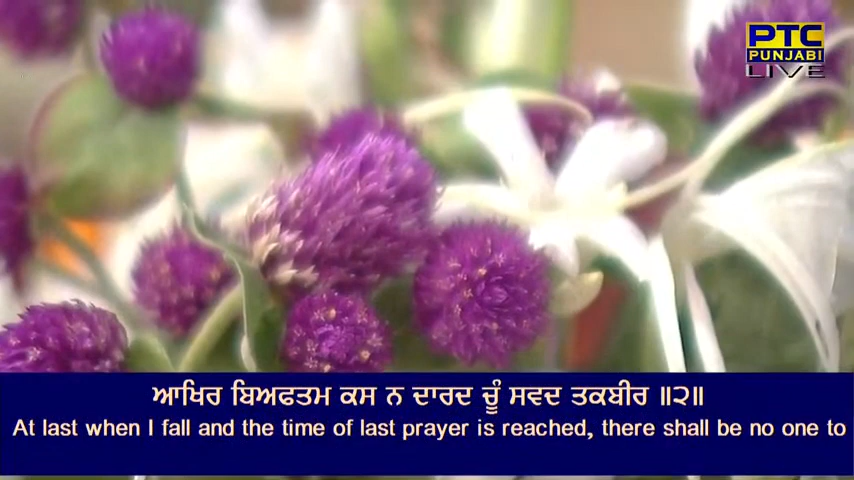 PTC
PUNJABI
LIVE
ਆਖਿਰ ਬਿਅਫਤਮ ਕਸ ਨ ਦਾਰਦ ਚੂੰ ਸਵਦ ਤਕਬੀਰ ॥੨॥
At last when I fall and the time of last prayer is reached, there shall be no one to